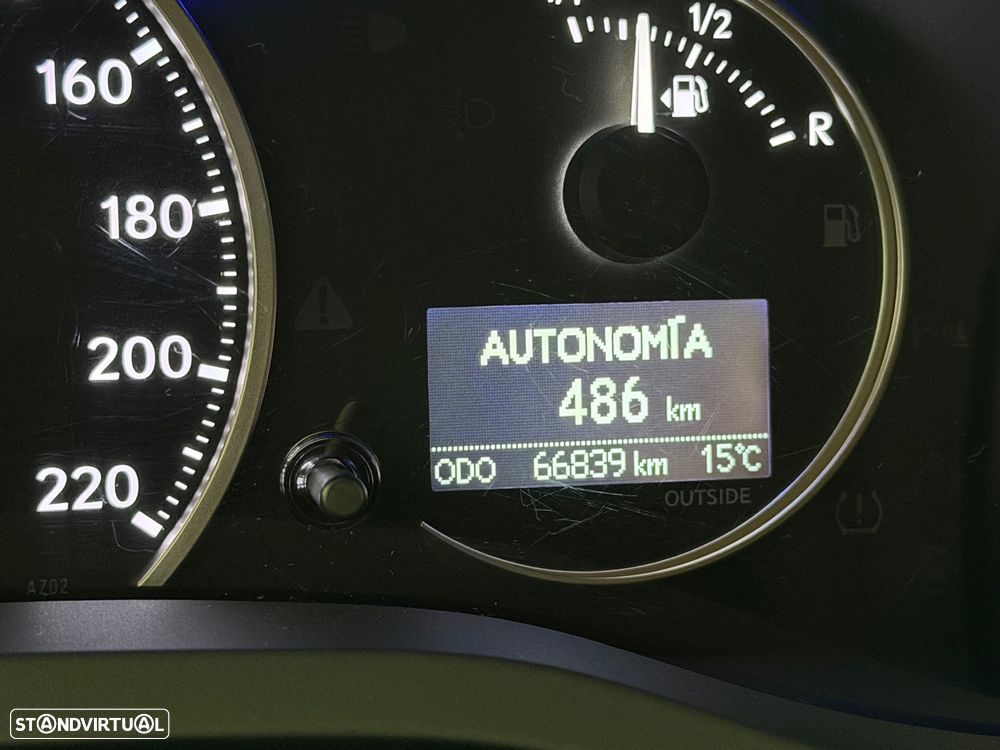 1/2
R
160
180
200
220
AUTONOMÍA
486 km
ODO 66839 km 15°C
OUTSIDE
AZ02
STANDVIRTUAL